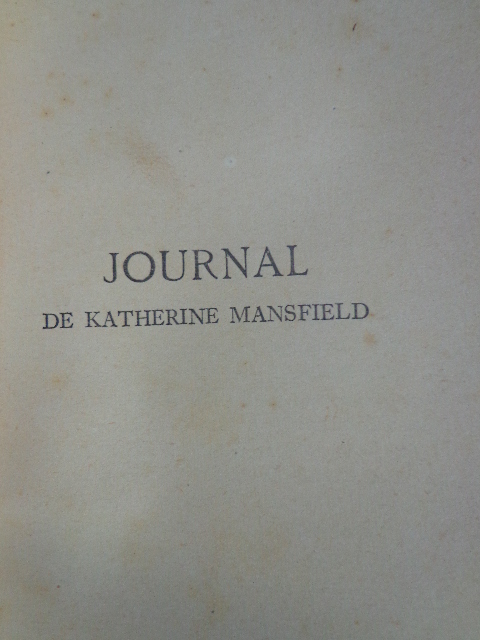 JOURNAL
DE KATHERINE MANSFIELD